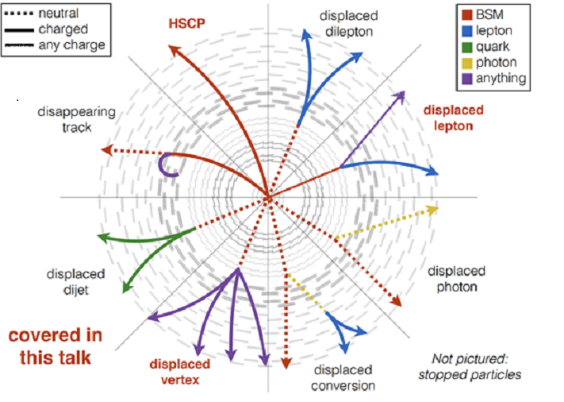 neutral
charged
any charge
HSCP
displaced
dilepton
BSM
lepton
quark
photon
anything
displaced
lepton
disappearing
track
displaced
photon
displaced
dijet
covered in
this talk
displaced
vertex
displaced
conversion
Not pictured:
stopped particles